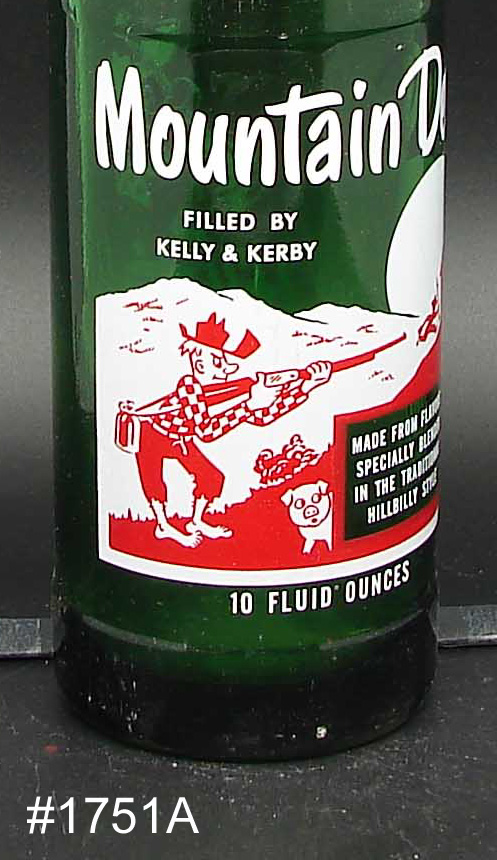 Mountain
FILLED BY
KELLY & KERBY
MADE FROM
SPECIALLY
IN THE
HILLBILLY
10 FLUID OUNCES
#1751A